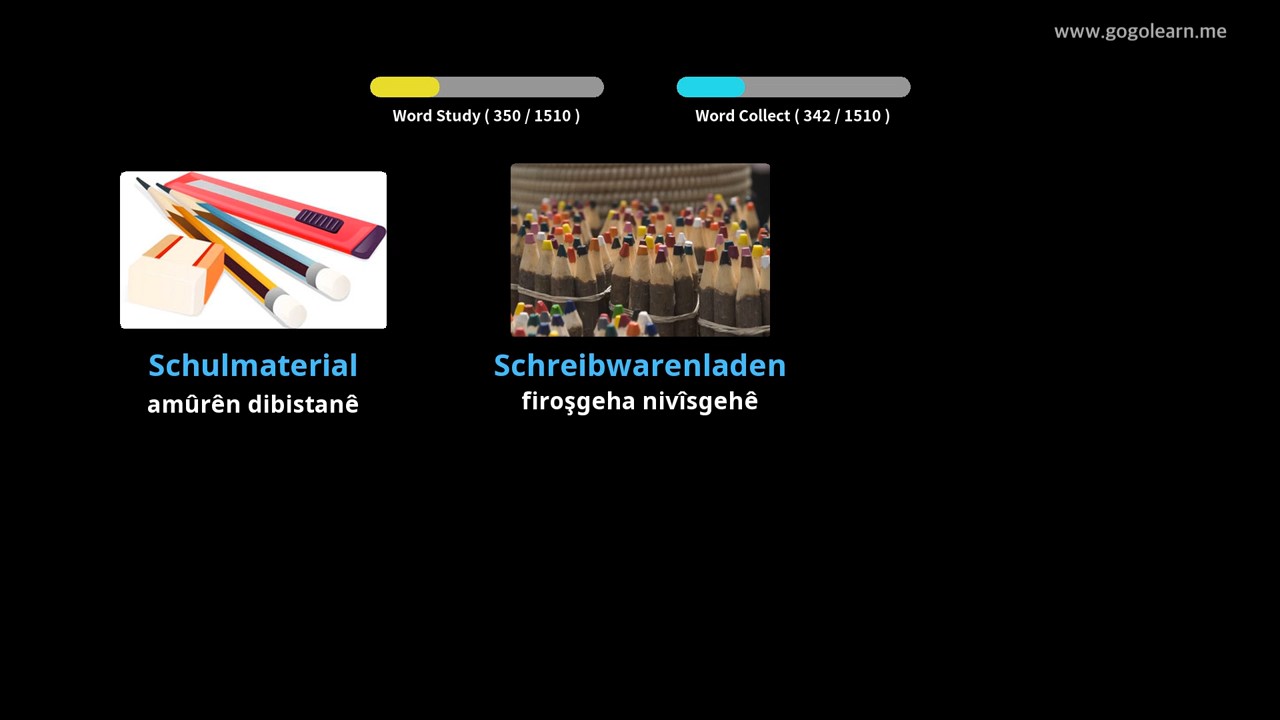 www.gogolearn.me
Word Study ( 350 / 1510 )
Word Collect ( 342 / 1510 )
Schulmaterial
amûrên dibistanê
Schreibwarenladen
firoşgeha nivîsgehê